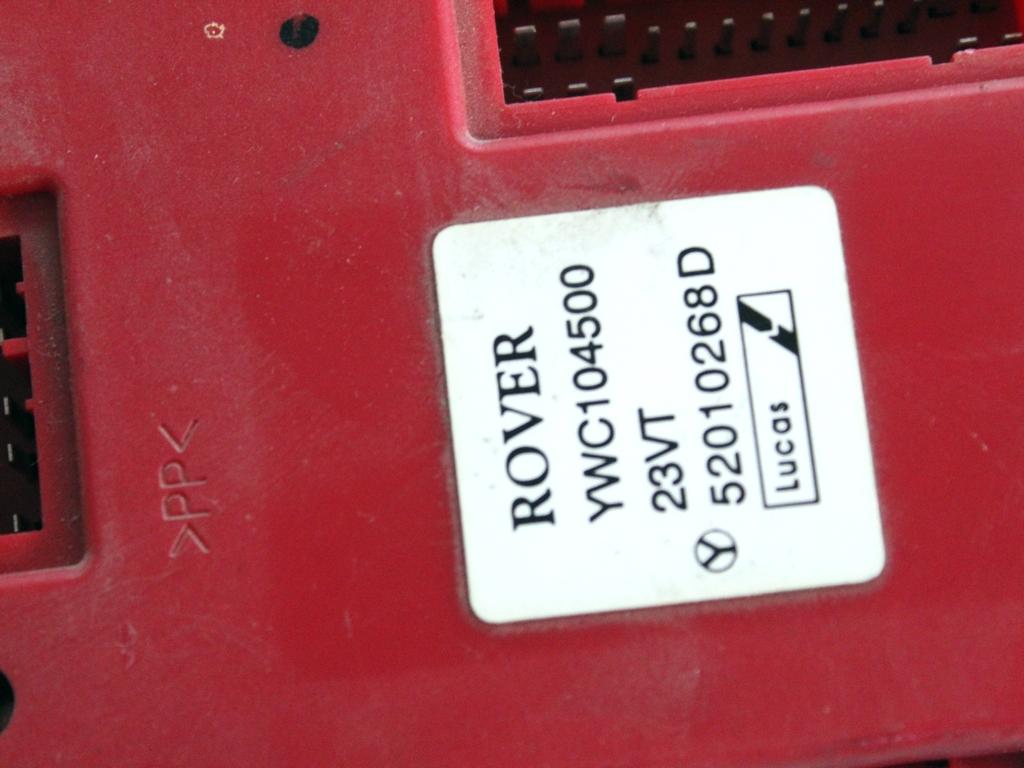 ROVER
YWC104500
23VT
52010268D
Lucas
>PP<